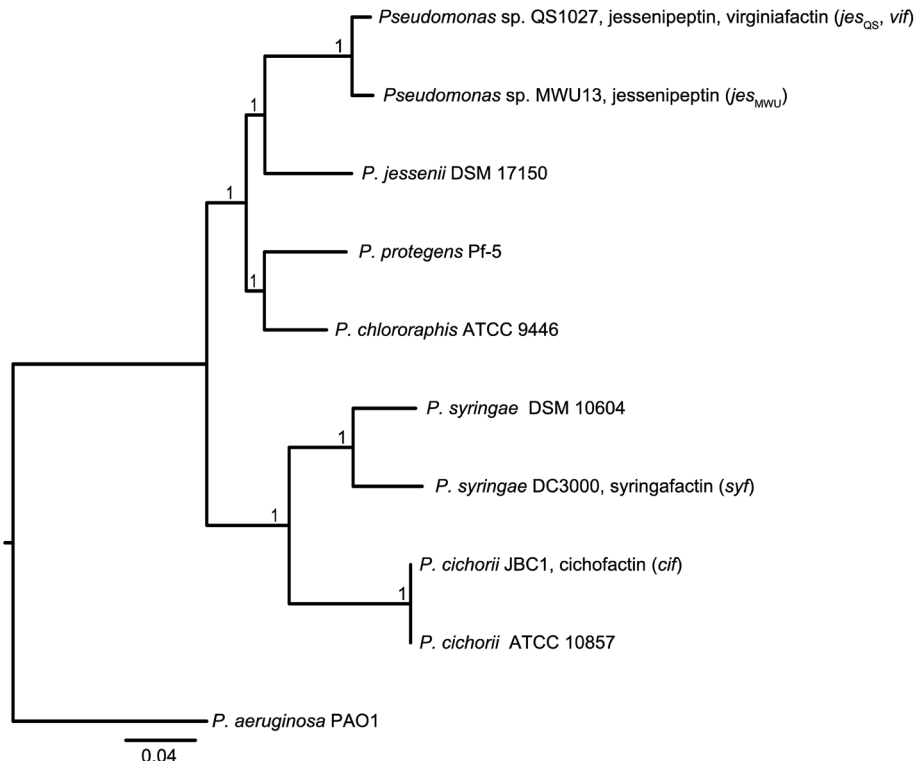 Pseudomonas sp. QS1027, jessenipeptin, virginiafactin (jesQS, vif)
1
Pseudomonas sp. MWU13, jessenipeptin (jesMWU)
1
P. jessenii DSM 17150
1
P. protegens Pf-5
1
P. chlororaphis ATCC 9446
P. syringae DSM 10604
1
P. syringae DC3000, syringafactin (syf)
1
P. cichorii JBC1, cichofactin (cif)
1
P. cichorii ATCC 10857
P. aeruginosa PAO1
0.04